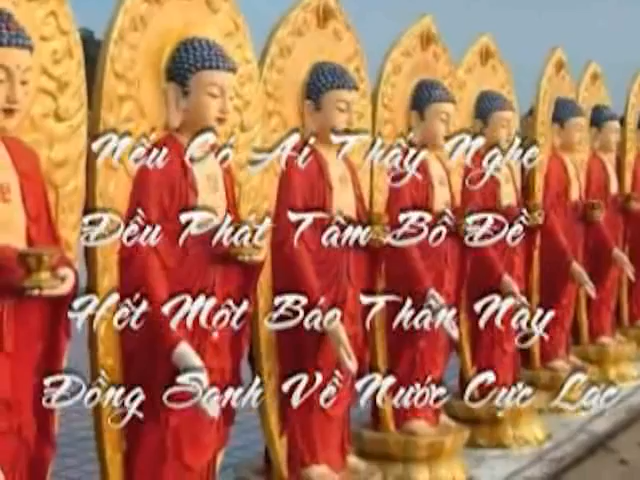 Nếu Có Ai Thấy Nghe
Đều Phát Tâm Bồ Đề
Hết Một Báo Thân Này
Đồng Sanh Về Nước Cực Lạc